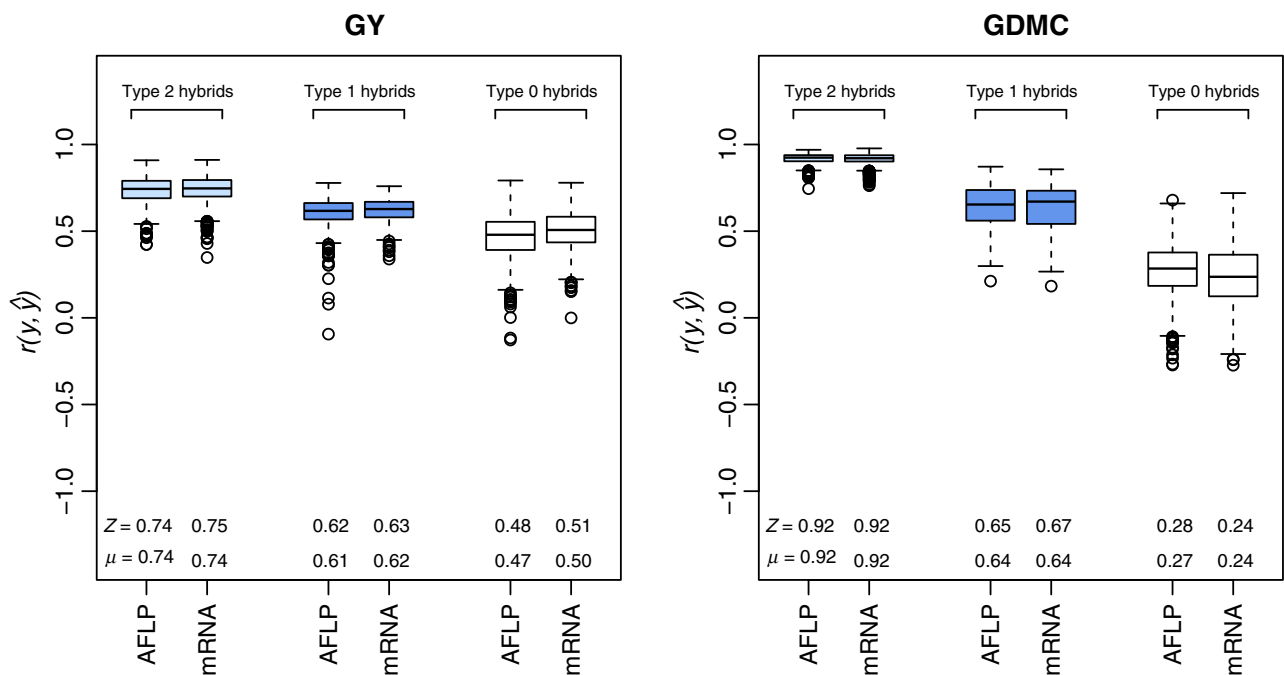 GY
Type 2 hybrids Type 1 hybrids Type 0 hybrids
r(y, ŷ)
1.0
0.5
0.0
−0.5
−1.0
Z = 0.74 0.75 0.62 0.63 0.48 0.51
μ = 0.74 0.74 0.61 0.62 0.47 0.50
AFLP mRNA AFLP mRNA AFLP mRNA
GDMC
Type 2 hybrids Type 1 hybrids Type 0 hybrids
r(y, ŷ)
1.0
0.5
0.0
−0.5
−1.0
Z = 0.92 0.92 0.65 0.67 0.28 0.24
μ = 0.92 0.92 0.64 0.64 0.27 0.24
AFLP mRNA AFLP mRNA AFLP mRNA